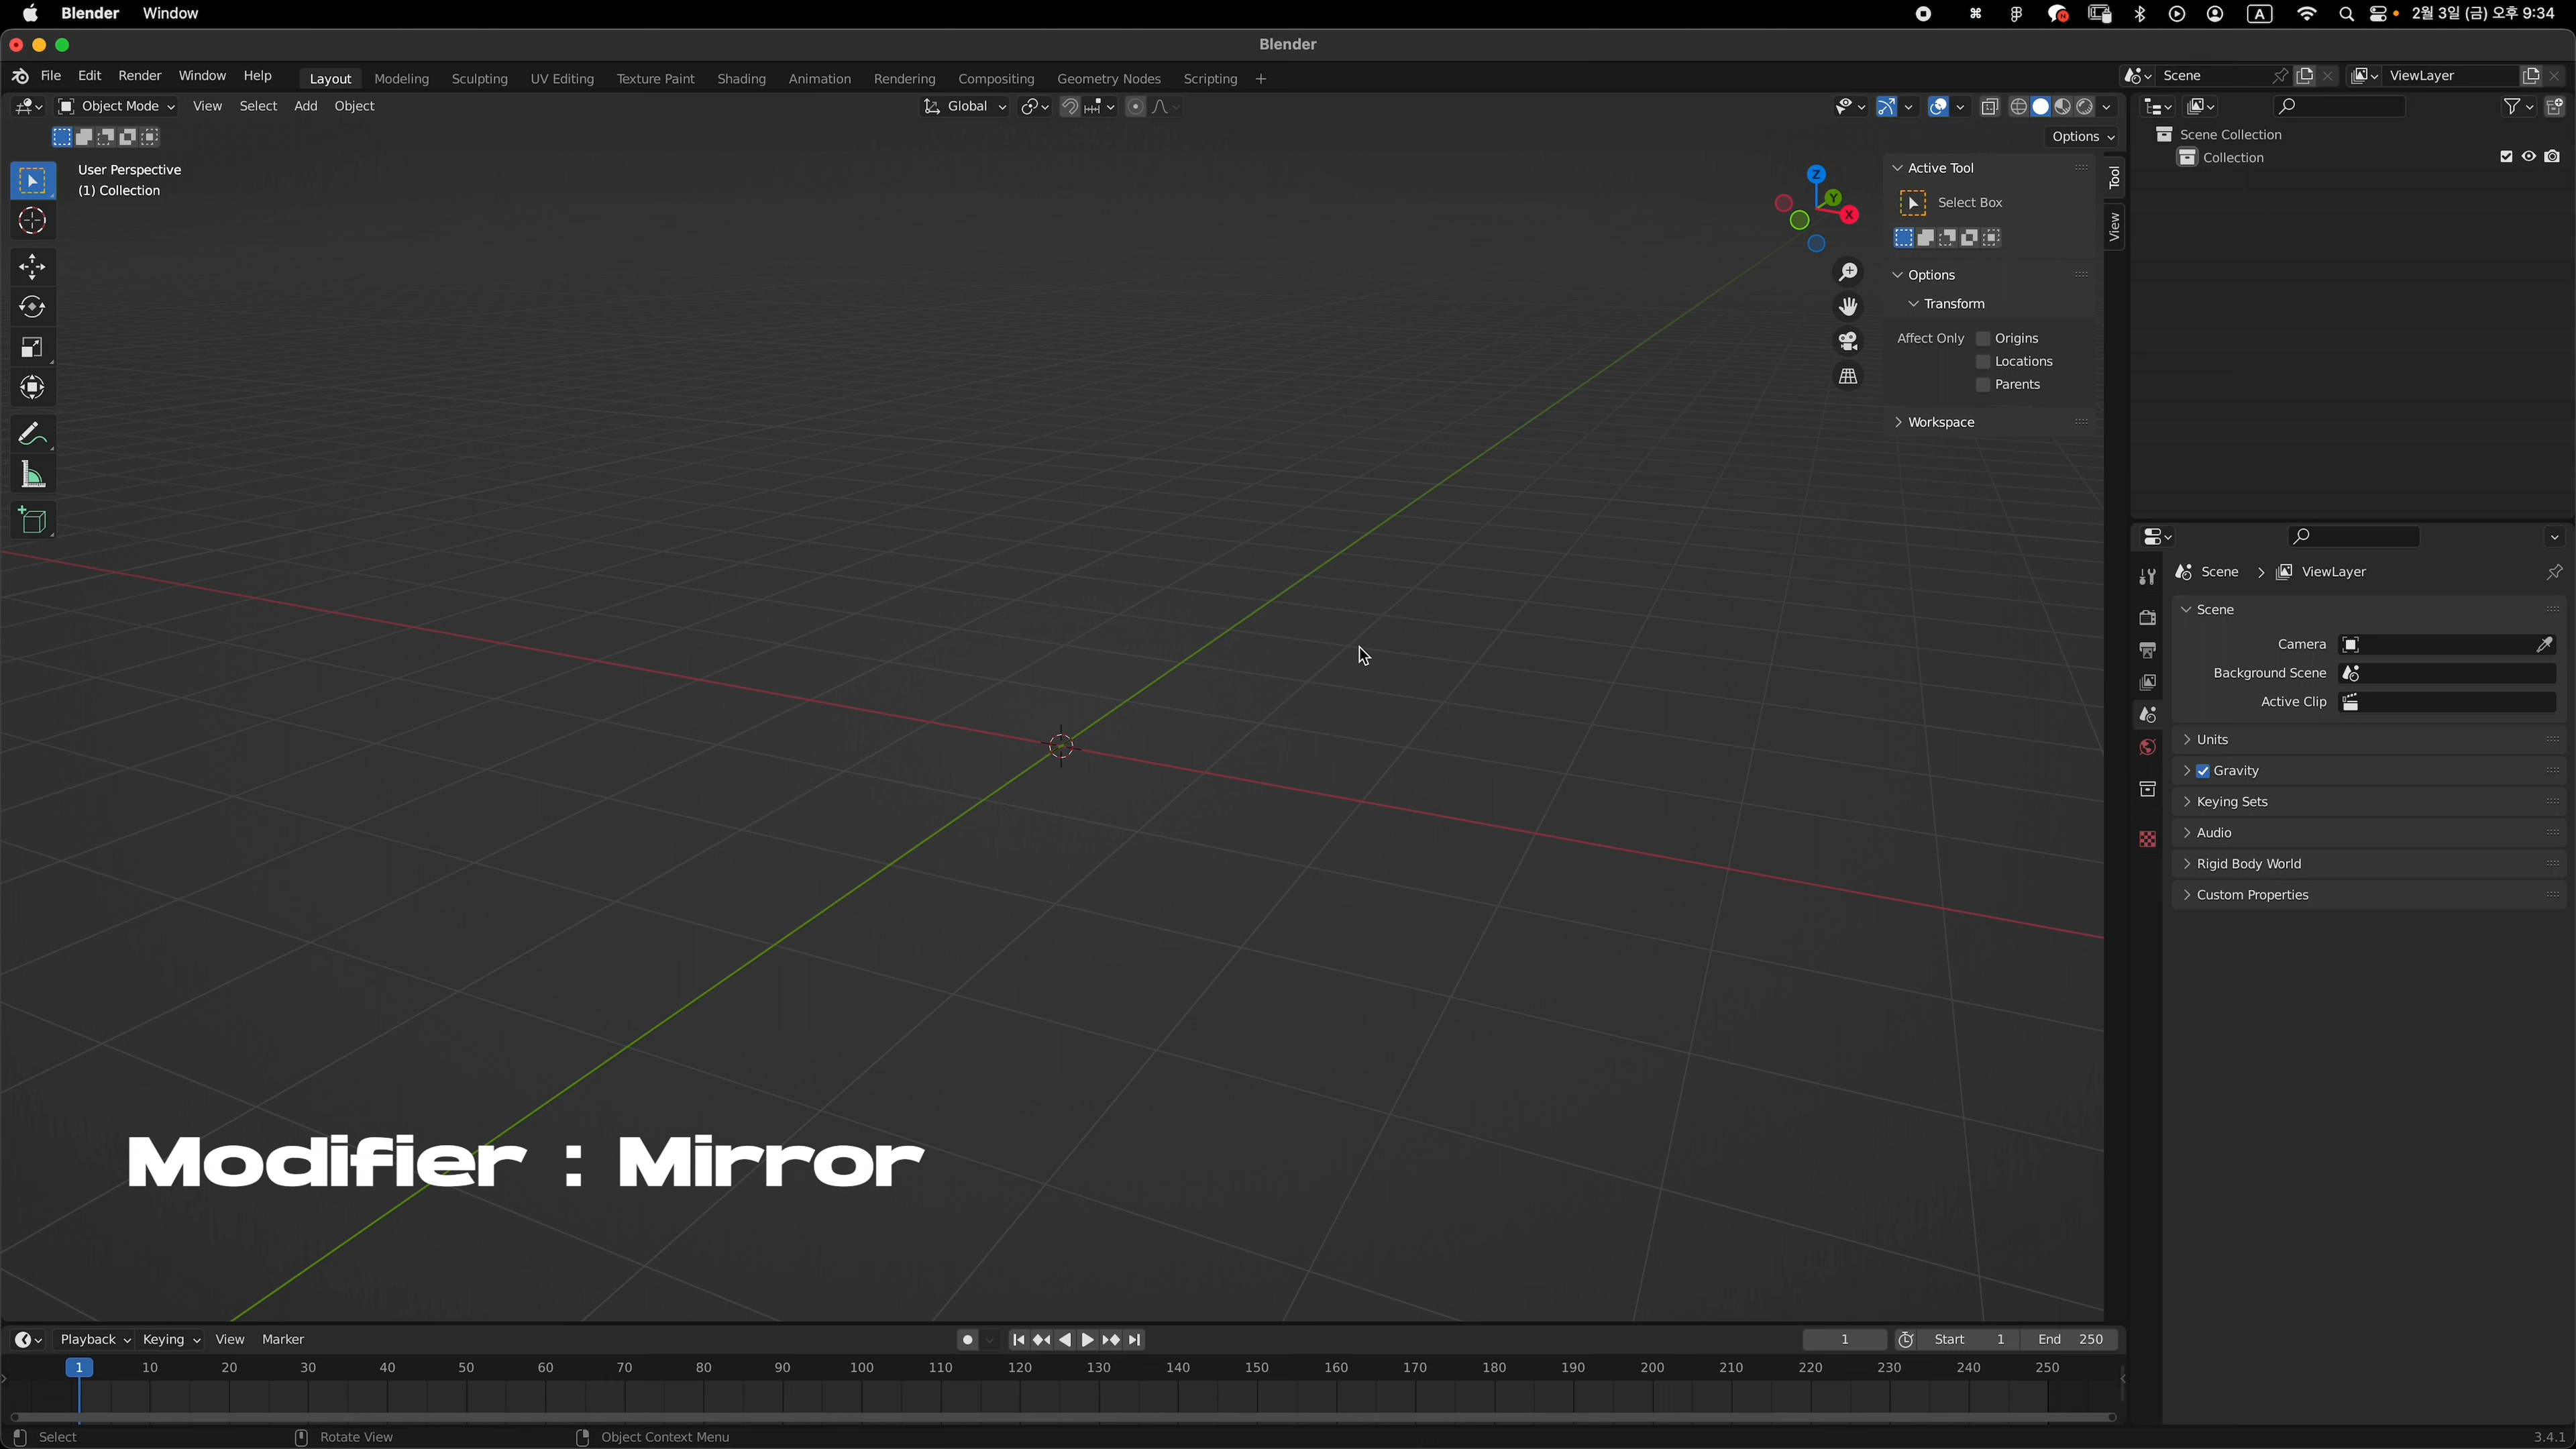 Blender Window
A 2월 3일 (금) 오후 9:34
Blender
File Edit Render Window Help Layout Modeling Sculpting UV Editing Texture Paint Shading Animation Rendering Compositing Geometry Nodes Scripting + Scene ViewLayer
Object Mode View Select Add Object Global
Options
User Perspective
(1) Collection
Z
Y
X
Active Tool
Select Box
Options
Transform
Affect Only Origins
Locations
Parents
Workspace
Tool
View
Scene Collection
Collection
Scene > ViewLayer
Scene
Camera
Background Scene
Active Clip
Units
Gravity
Keying Sets
Audio
Rigid Body World
Custom Properties
Modifier : Mirror
Playback Keying View Marker 1 Start 1 End 250
1 10 20 30 40 50 60 70 80 90 100 110 120 130 140 150 160 170 180 190 200 210 220 230 240 250
Select Rotate View Object Context Menu 3.4.1